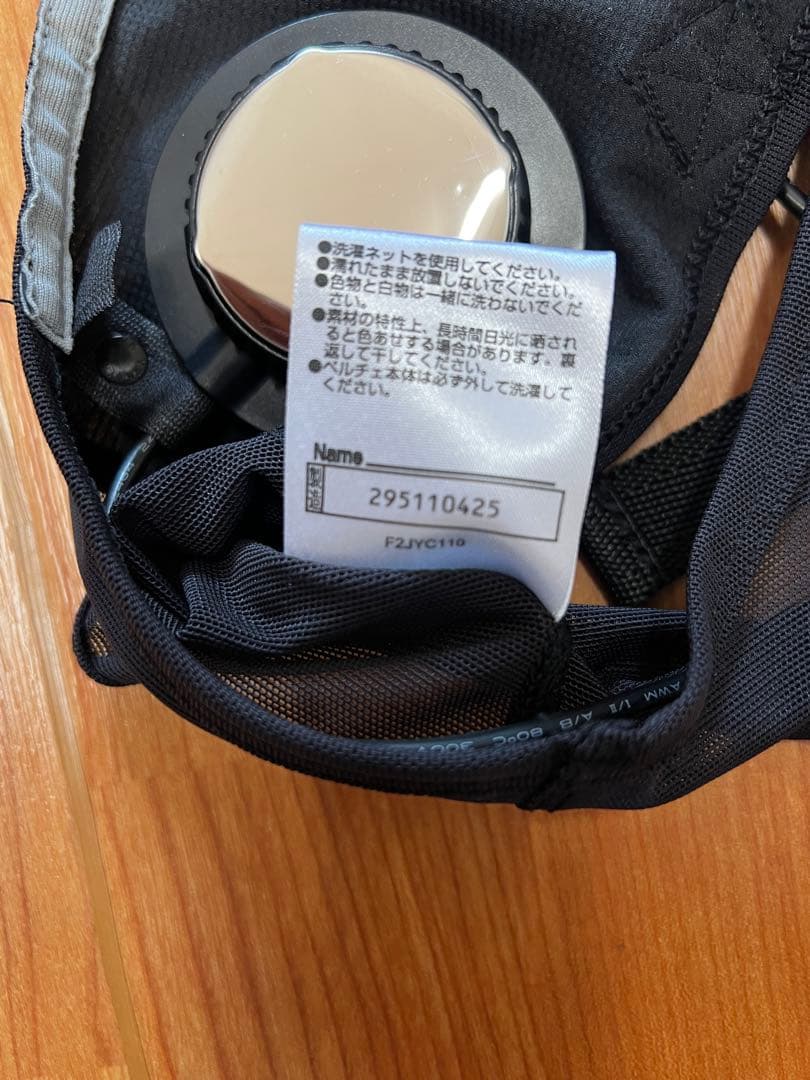 ●洗濯ネットを使用してください。
●濡れたまま放置しないでください。
●色物と白物は一緒に洗わないでくだ
さい。
●素材の特性上、長時間日光に晒され
ると色あせする場合があります。裏
返して干してください。
●ペルチェ本体は必ず外して洗濯して
ください。
Name
製造 295110425
F2JYC110
AWM I/II A/B 80℃ 300V